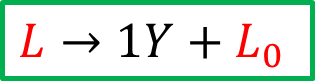 L → 1Y + L₀